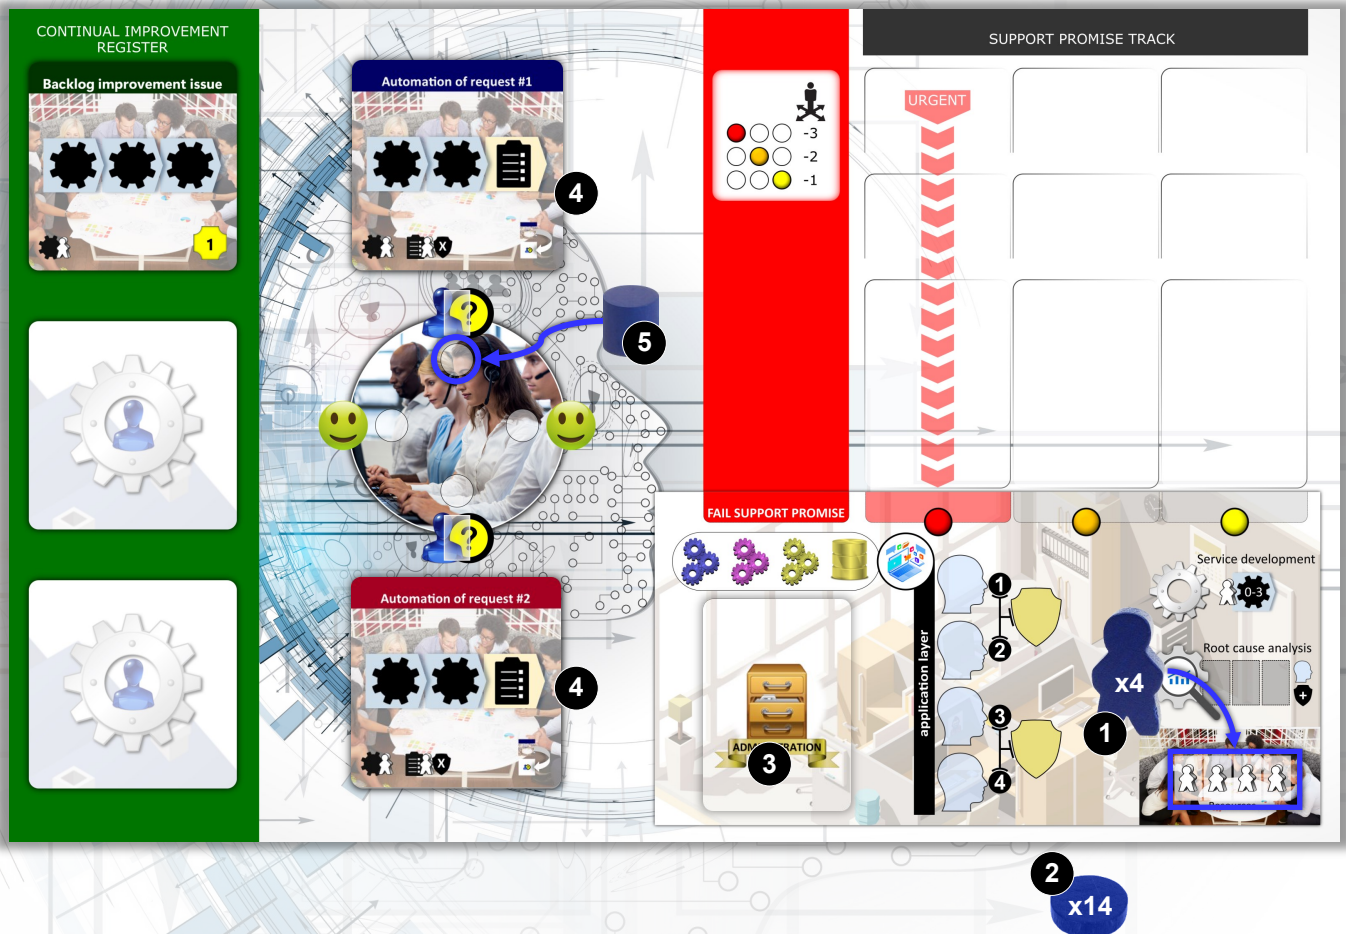 CONTINUAL IMPROVEMENT
REGISTER
Backlog improvement issue
1
Automation of request #1
4
X
?
5
?
Automation of request #2
4
X
-3
-2
-1
FAIL SUPPORT PROMISE
SUPPORT PROMISE TRACK
URGENT
application layer
1
2
3
4
3
Service development
0-3
Root cause analysis
+
x4
1
2
x14